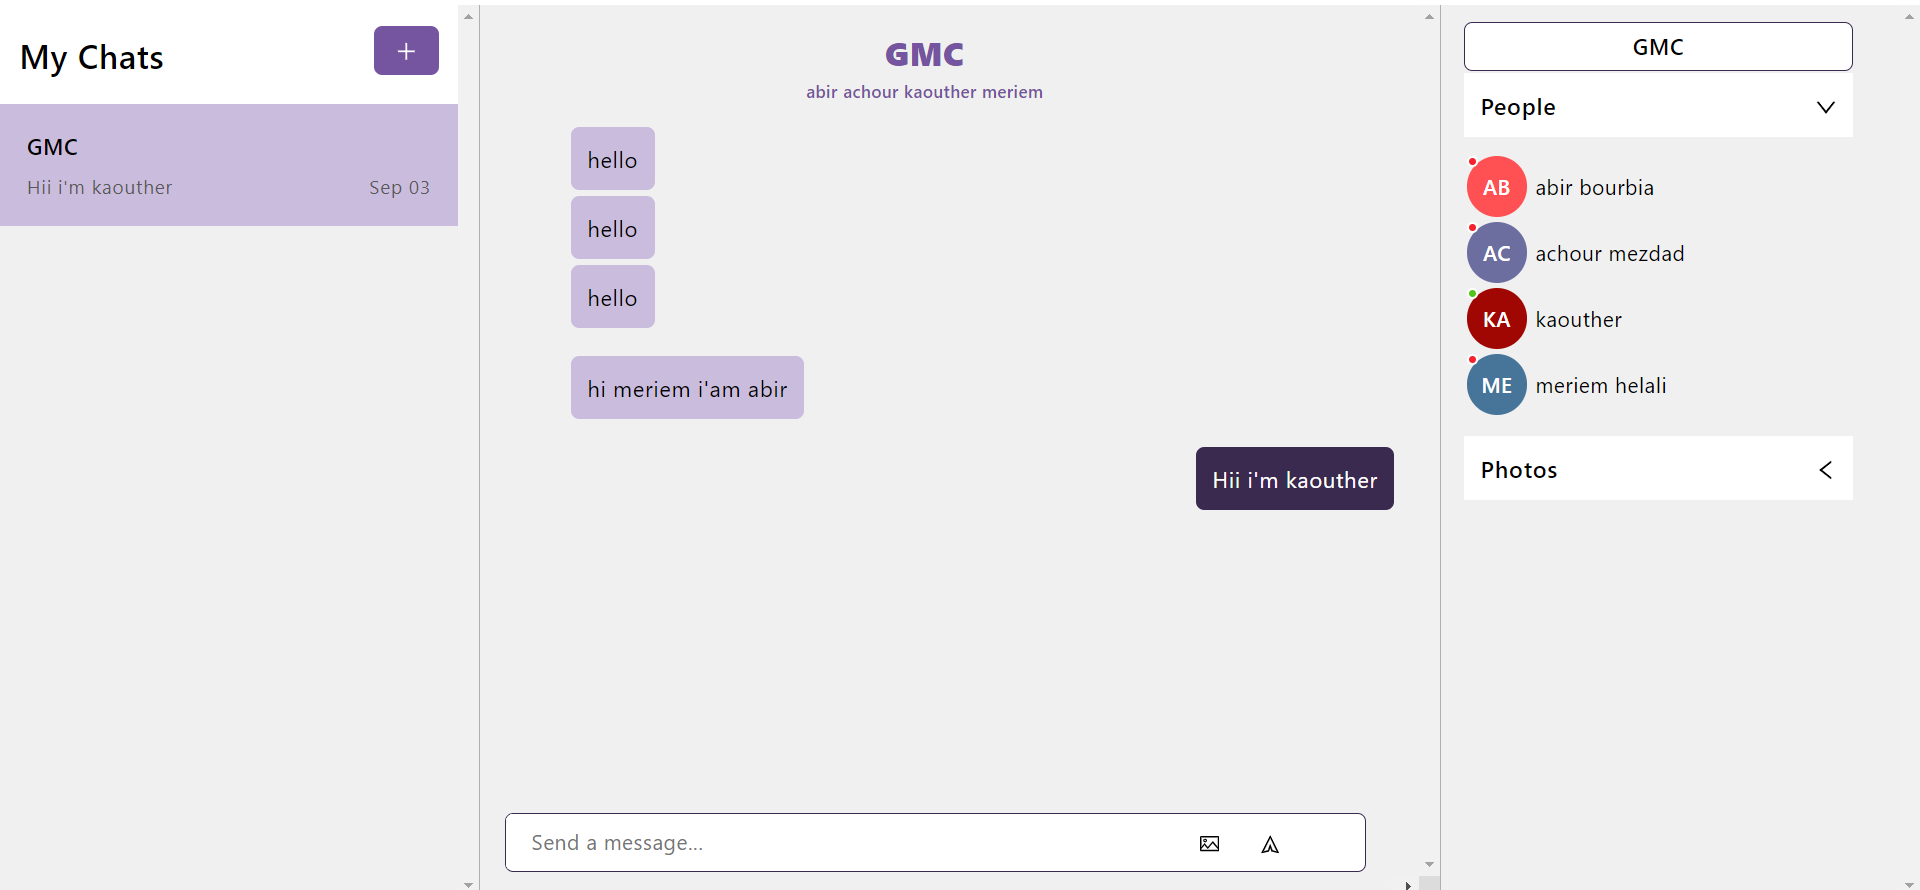 My Chats
+
GMC
Hii i'm kaouther
Sep 03
GMC
abir achour kaouther meriem
hello
hello
hello
hi meriem i'am abir
Hii i'm kaouther
Send a message...
GMC
People
AB abir bourbia
AC achour mezdad
KA kaouther
ME meriem helali
Photos